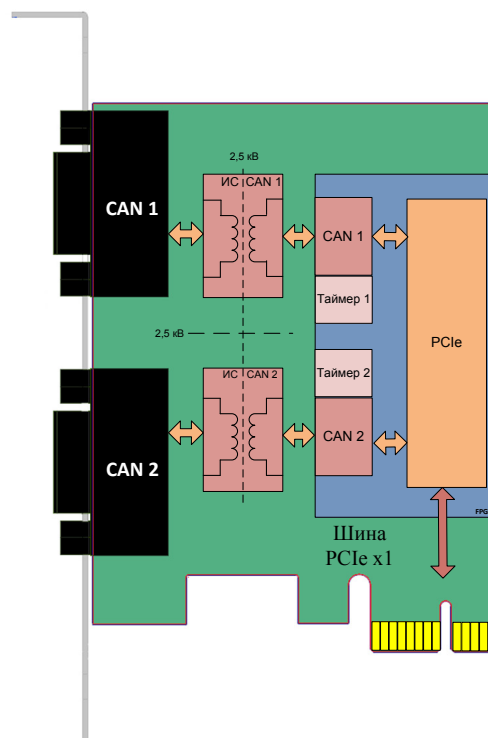 2,5 кВ
CAN 1
ИС CAN 1
CAN 1
Таймер 1
2,5 кВ
PCIe
Таймер 2
ИС CAN 2
CAN 2
CAN 2
FPG
Шина
PCIe x1